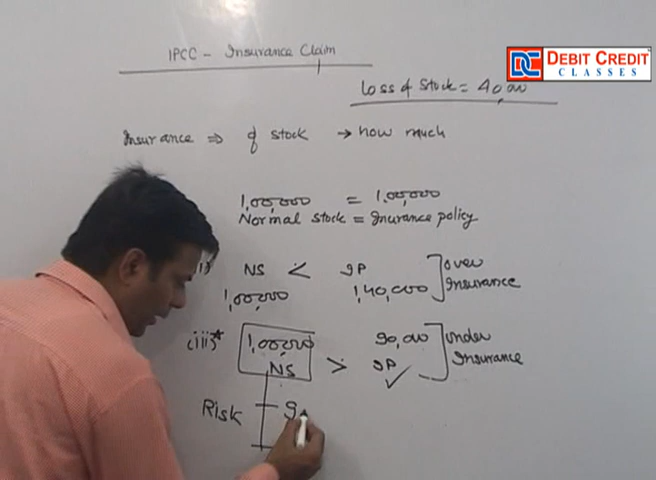 IPCC - Insurance Claim
DEBIT CREDIT
CLASSES
Loss of Stock = 40,000
Insurance ⇒ of stock → how much
1,00,000 = 1,00,000
Normal stock = Insurance policy
NS < IP
1,00,000 1,40,000
over
Insurance
(iii)* 1,00,000 90,000
NS > IP ✓
Under
Insurance
Risk 9